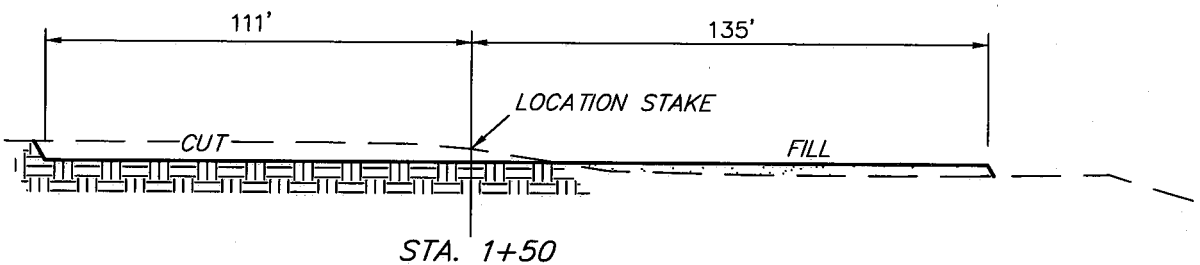 111'
135'
LOCATION STAKE
CUT
FILL
STA. 1+50